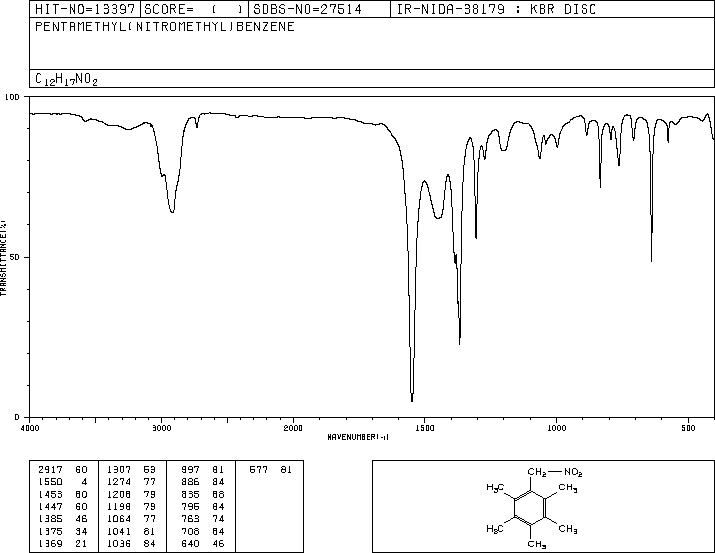 HIT-NO=13397 SCORE= ( ) SDBS-NO=27514 IR-NIDA-38179 : KBR DISC
PENTAMETHYL(NITROMETHYL)BENZENE
C12H17NO2
100
50
0
TRANSMITTANCE(%)
4000 3000 2000 1500 1000 500
WAVENUMBER(-1)
2917 60 1307 53 997 81 577 81
1550 4 1274 77 886 84
1453 60 1208 79 835 68
1447 60 1198 79 795 84
1385 46 1064 77 763 74
1375 34 1041 81 708 84
1369 21 1036 84 640 46
CH2—NO2
H3C CH3
H3C CH3
CH3